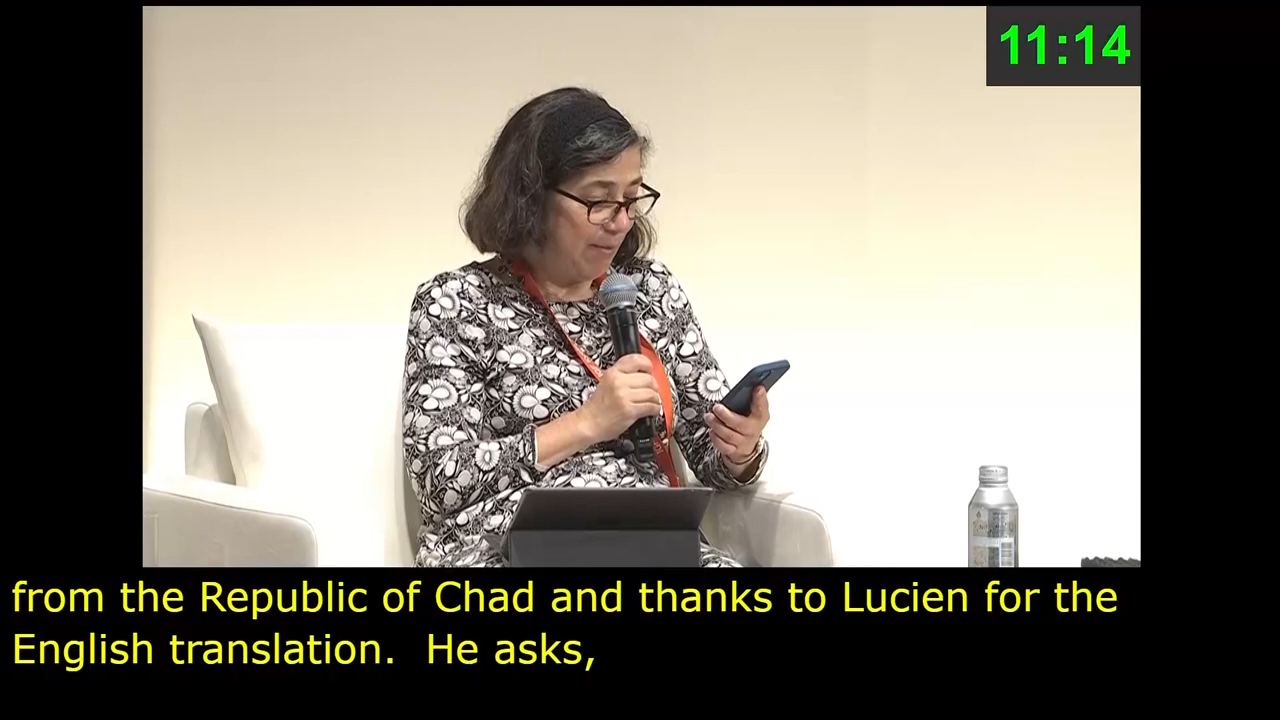 11:14
from the Republic of Chad and thanks to Lucien for the
English translation.  He asks,